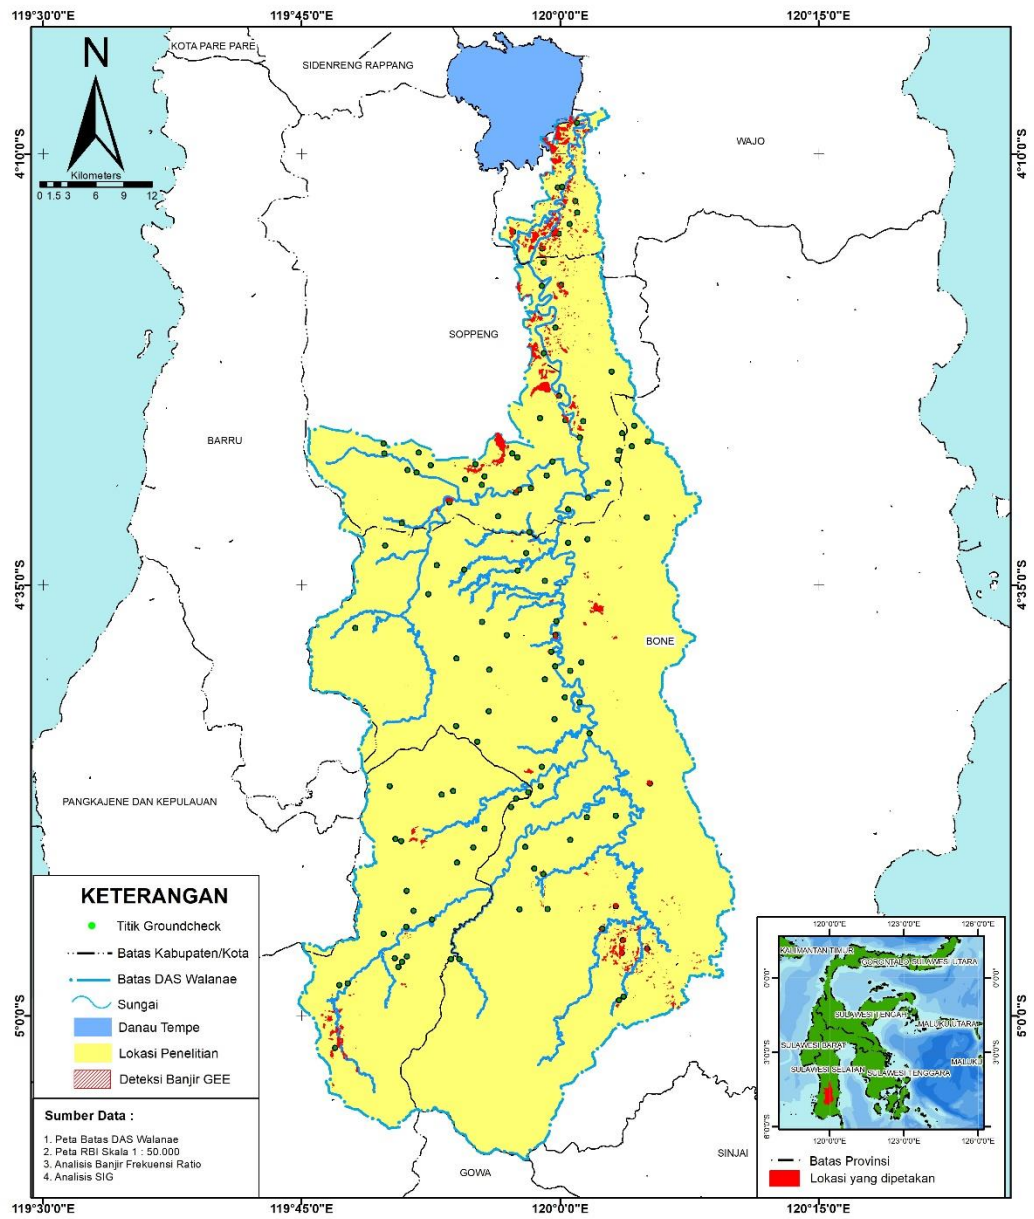 119°30'0"E
119°45'0"E
120°0'0"E
120°15'0"E
KOTA PARE PARE
SIDENRENG RAPPANG
N
WAJO
4°10'0"S
4°10'0"S
Kilometers
0 1.5 3 6 9 12
SOPPENG
BARRU
4°35'0"S
4°35'0"S
BONE
PANGKAJENE DAN KEPULAUAN
KETERANGAN
Titik Groundcheck
Batas Kabupaten/Kota
Batas DAS Walanae
Sungai
Danau Tempe
Lokasi Penelitian
Deteksi Banjir GEE
Sumber Data :
1. Peta Batas DAS Walanae
2. Peta RBI Skala 1 : 50.000
3. Analisis Banjir Frekuensi Ratio
4. Analisis SIG
5°0'0"S
5°0'0"S
GOWA
SINJAI
120°0'0"E
123°0'0"E
126°0'0"E
KALIMANTAN TIMUR
GORONTALO
SULAWESI UTARA
0°0'0"
0°0'0"
SULAWESI TENGAH
MALUKU UTARA
SULAWESI BARAT
MALUKU
3°0'0"S
3°0'0"S
SULAWESI SELATAN
SULAWESI TENGGARA
6°0'0"S
6°0'0"S
120°0'0"E
123°0'0"E
126°0'0"E
Batas Provinsi
Lokasi yang dipetakan
119°30'0"E
119°45'0"E
120°0'0"E
120°15'0"E